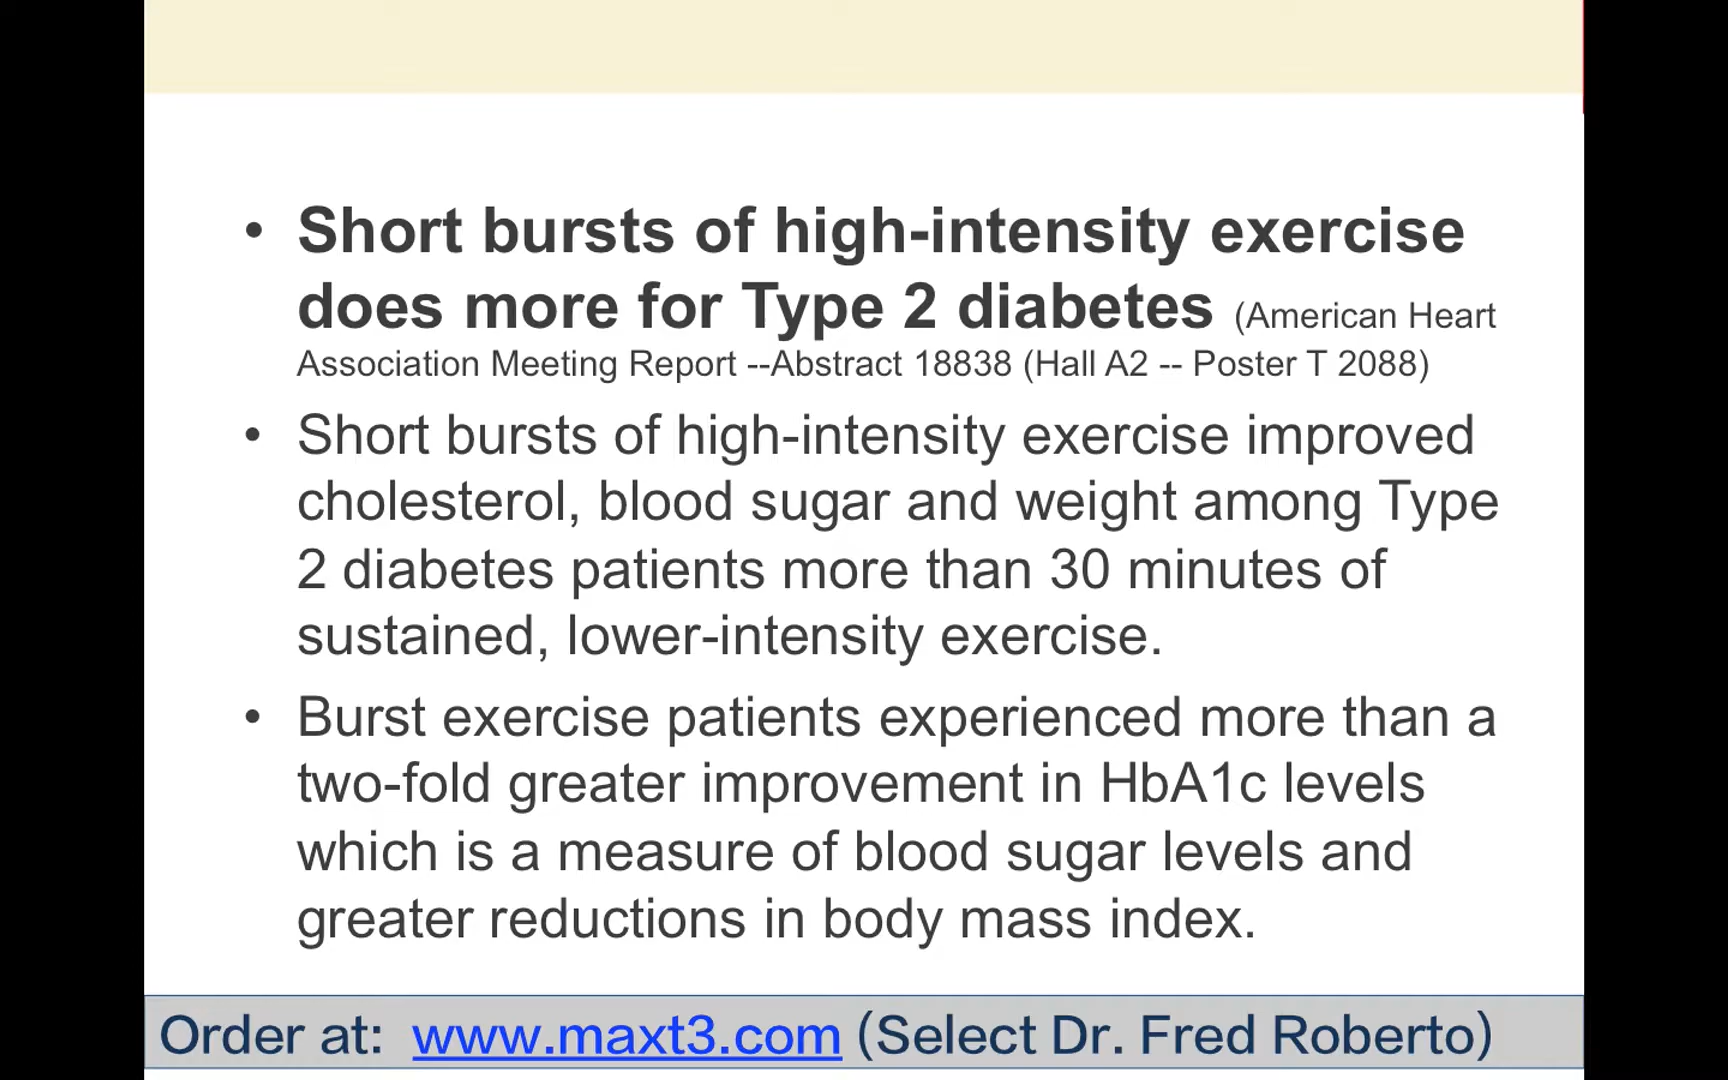 • Short bursts of high-intensity exercise
does more for Type 2 diabetes (American Heart
Association Meeting Report --Abstract 18838 (Hall A2 -- Poster T 2088)
• Short bursts of high-intensity exercise improved
cholesterol, blood sugar and weight among Type
2 diabetes patients more than 30 minutes of
sustained, lower-intensity exercise.
• Burst exercise patients experienced more than a
two-fold greater improvement in HbA1c levels
which is a measure of blood sugar levels and
greater reductions in body mass index.
Order at: www.maxt3.com (Select Dr. Fred Roberto)